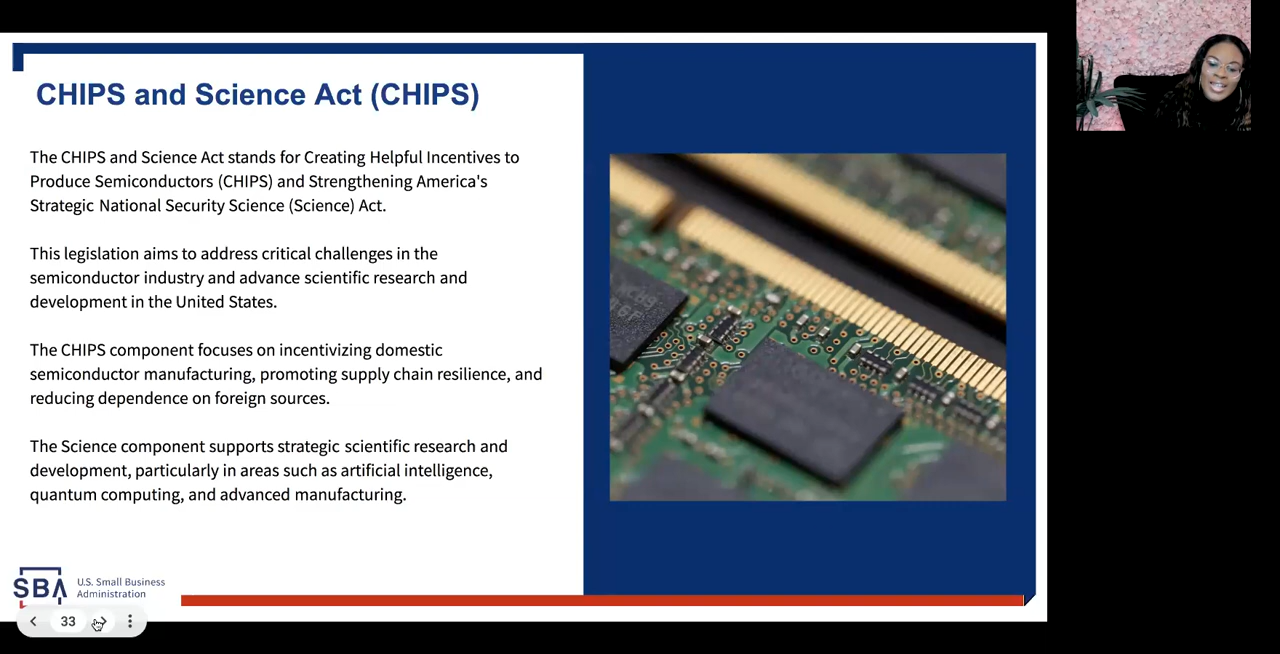 CHIPS and Science Act (CHIPS)
The CHIPS and Science Act stands for Creating Helpful Incentives to
Produce Semiconductors (CHIPS) and Strengthening America's
Strategic National Security Science (Science) Act.
This legislation aims to address critical challenges in the
semiconductor industry and advance scientific research and
development in the United States.
The CHIPS component focuses on incentivizing domestic
semiconductor manufacturing, promoting supply chain resilience, and
reducing dependence on foreign sources.
The Science component supports strategic scientific research and
development, particularly in areas such as artificial intelligence,
quantum computing, and advanced manufacturing.
SBA
U.S. Small Business
Administration
33